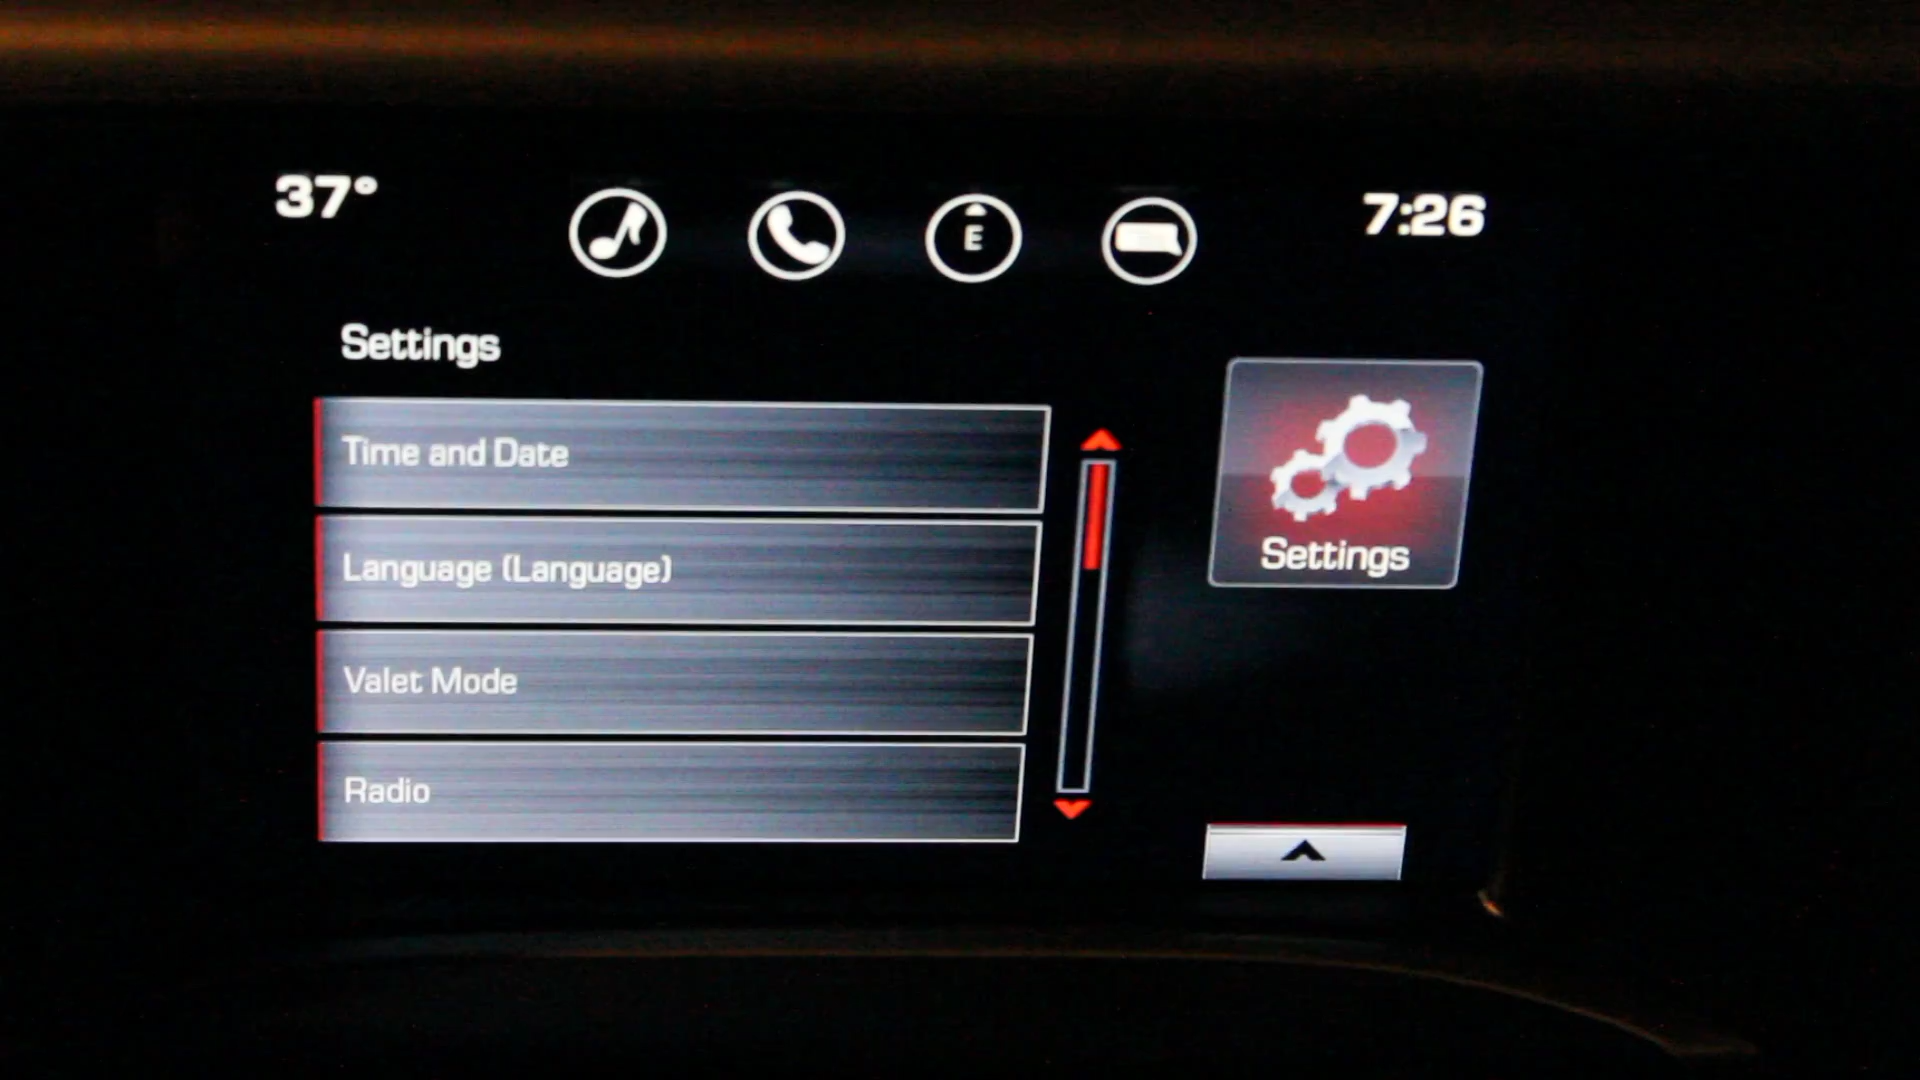 37°
E
7:26
Settings
Time and Date
Language (Language)
Valet Mode
Radio
Settings